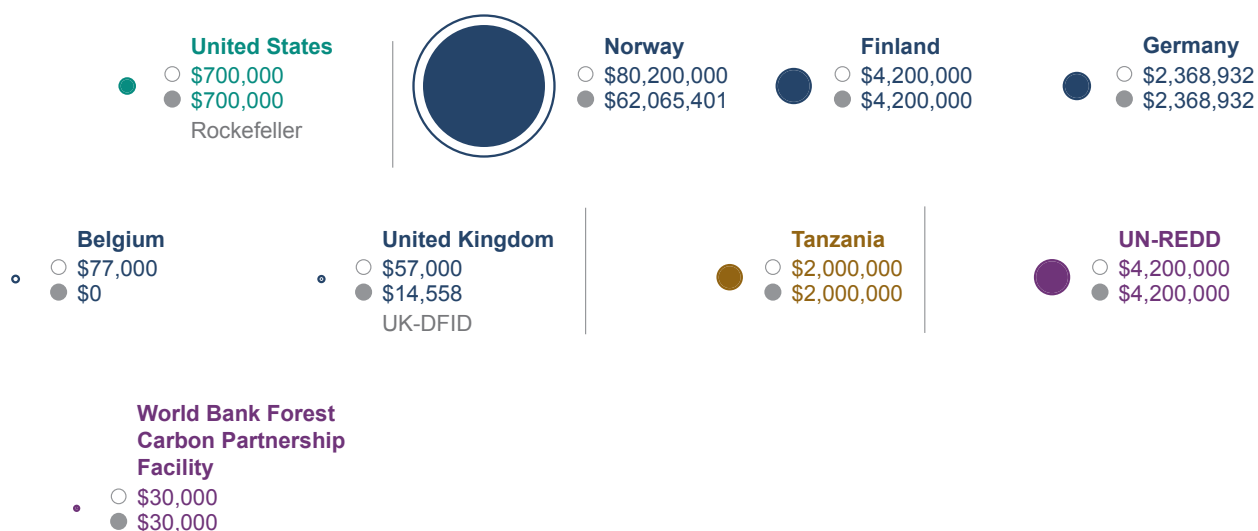 United States
$700,000
$700,000
Rockefeller
Norway
$80,200,000
$62,065,401
Finland
$4,200,000
$4,200,000
Germany
$2,368,932
$2,368,932
Belgium
$77,000
$0
United Kingdom
$57,000
$14,558
UK-DFID
Tanzania
$2,000,000
$2,000,000
UN-REDD
$4,200,000
$4,200,000
World Bank Forest
Carbon Partnership
Facility
$30,000
$30,000